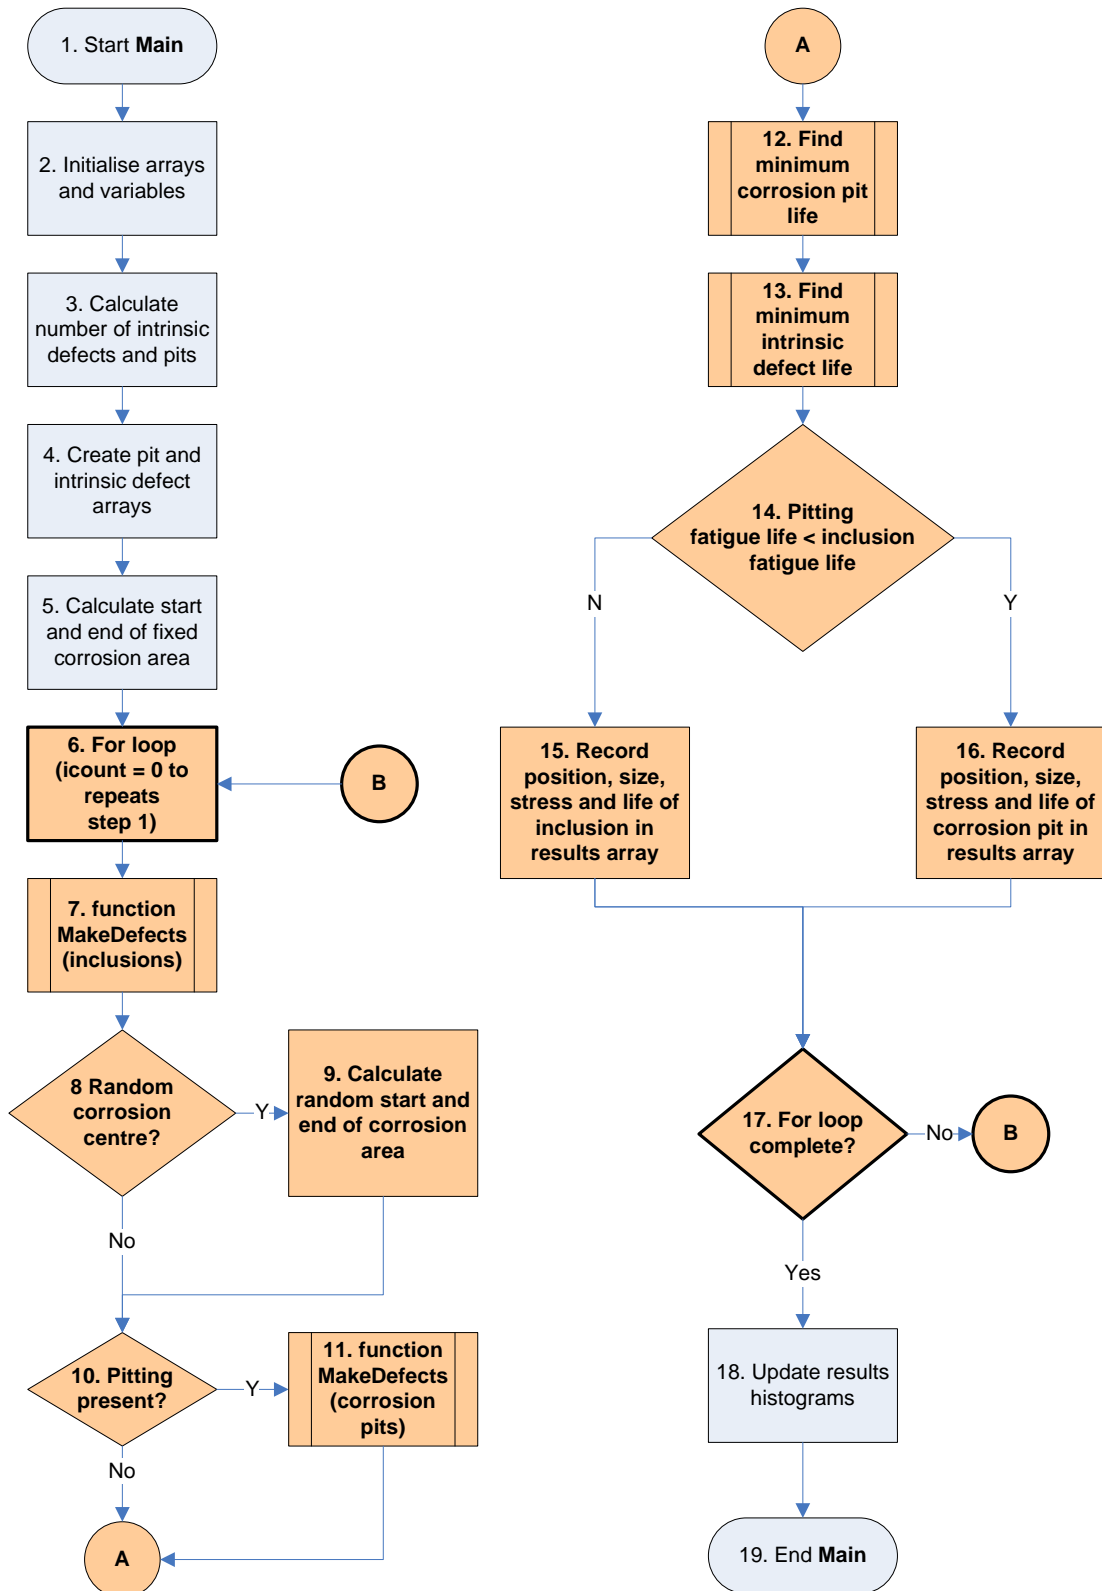 1. Start Main
2. Initialise arrays
and variables
3. Calculate
number of intrinsic
defects and pits
4. Create pit and
intrinsic defect
arrays
5. Calculate start
and end of fixed
corrosion area
6. For loop
(icount = 0 to
repeats
step 1)
B
7. function
MakeDefects
(inclusions)
8 Random
corrosion
centre?
Y
9. Calculate
random start and
end of corrosion
area
No
10. Pitting
present?
Y
11. function
MakeDefects
(corrosion
pits)
No
A
A
12. Find
minimum
corrosion pit
life
13. Find
minimum
intrinsic
defect life
14. Pitting
fatigue life < inclusion
fatigue life
N
Y
15. Record
position, size,
stress and life of
inclusion in
results array
16. Record
position, size,
stress and life of
corrosion pit in
results array
17. For loop
complete?
No
B
Yes
18. Update results
histograms
19. End Main